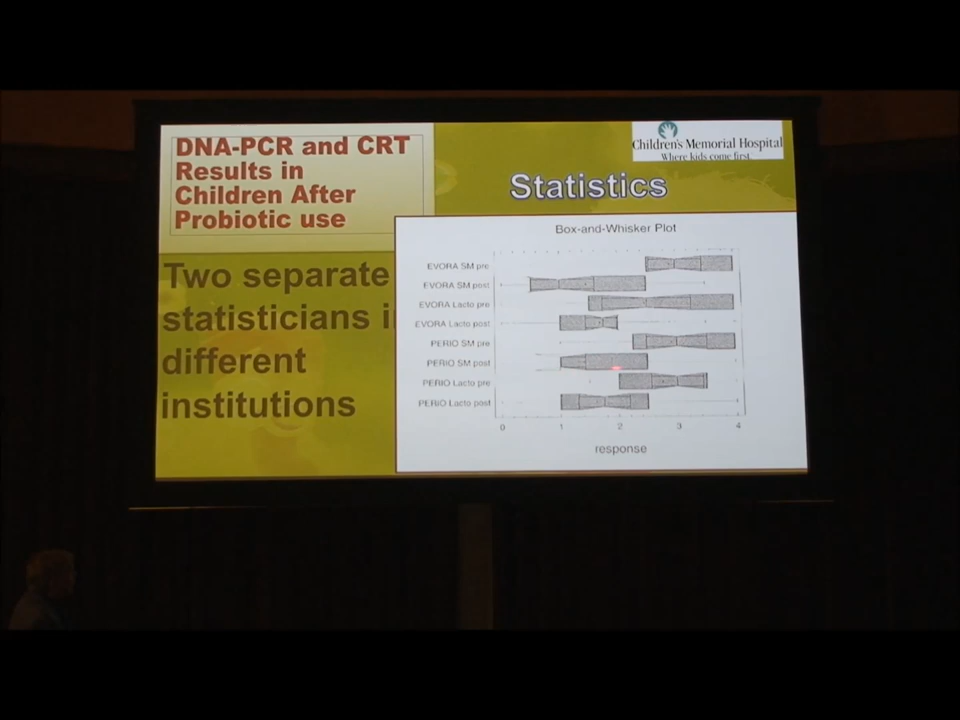 DNA-PCR and CRT
Results in
Children After
Probiotic use
Children's Memorial Hospital
Where kids come first.
Statistics
Two separate
statisticians i
different
institutions
Box-and-Whisker Plot
EVORA SM pre
EVORA SM post
EVORA Lacto pre
EVORA Lacto post
PERIO SM pre
PERIO SM post
PERIO Lacto pre
PERIO Lacto post
0 1 2 3 4
response